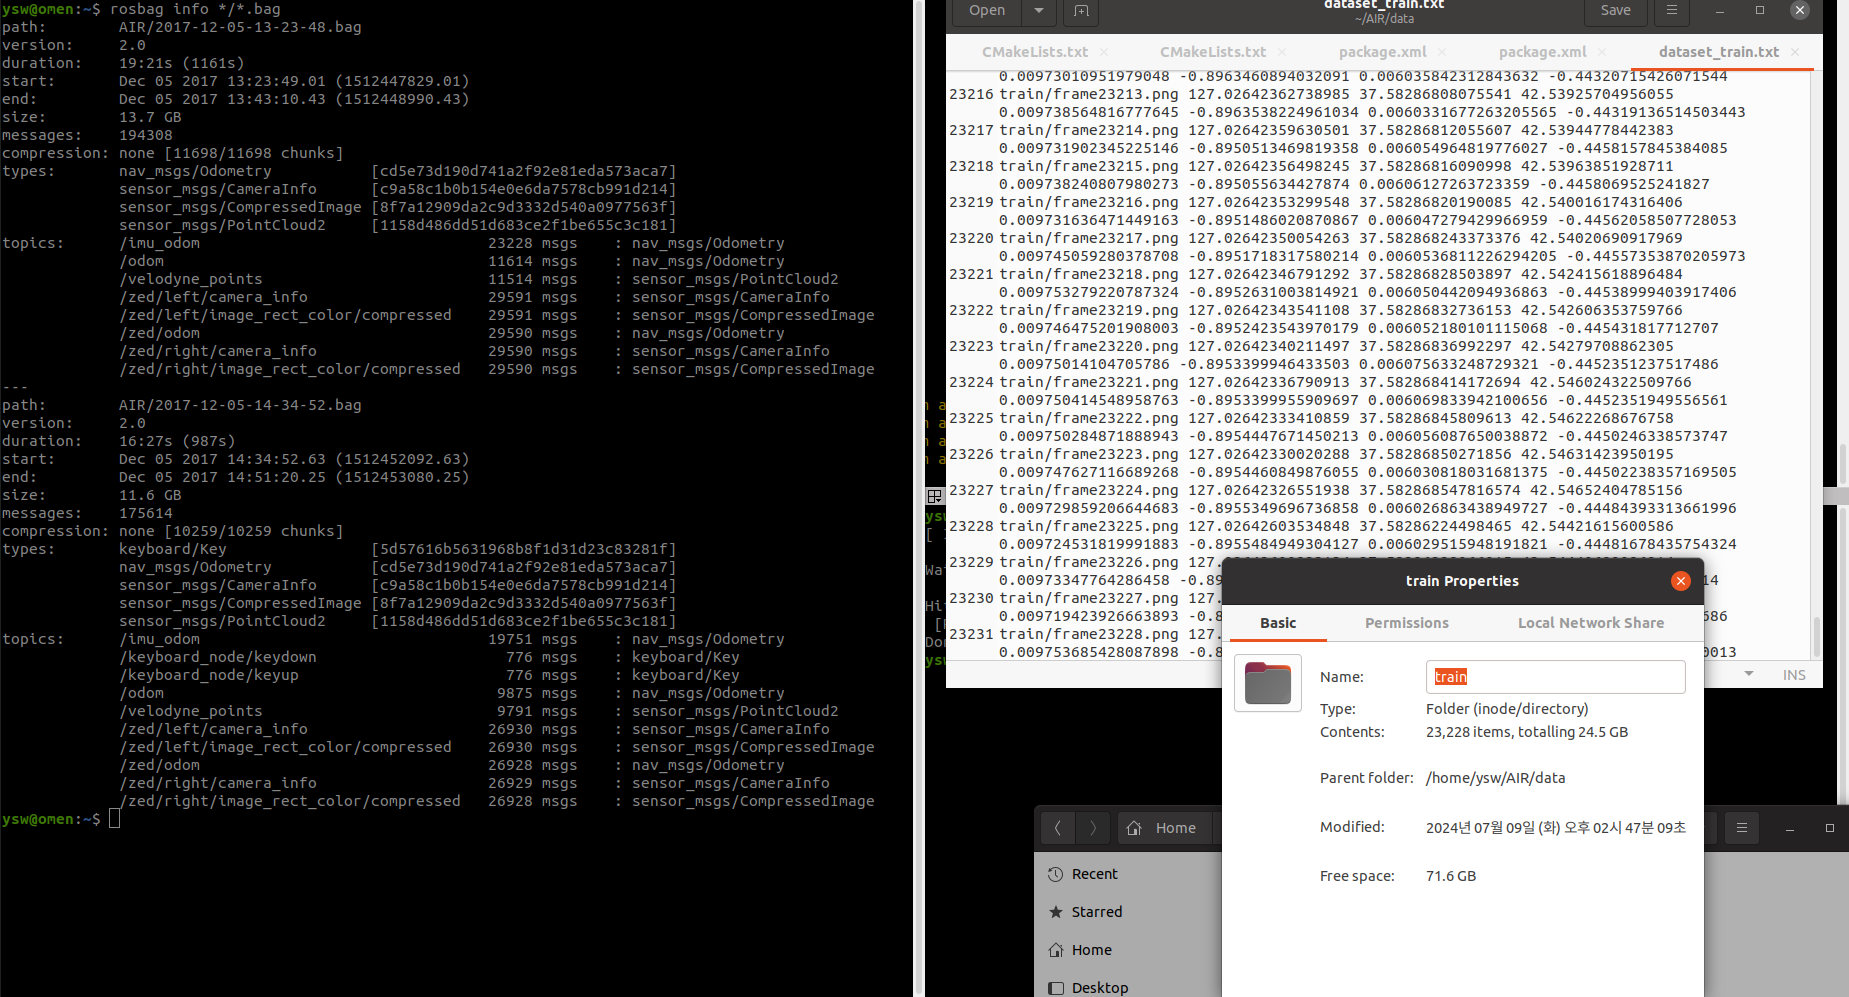 ysw@omen:~$ rosbag info */*.bag
path:        AIR/2017-12-05-13-23-48.bag
version:     2.0
duration:    19:21s (1161s)
start:       Dec 05 2017 13:23:49.01 (1512447829.01)
end:         Dec 05 2017 13:43:10.43 (1512448990.43)
size:        13.7 GB
messages:    194308
compression: none [11698/11698 chunks]
types:       nav_msgs/Odometry           [cd5e73d190d741a2f92e81eda573aca7]
             sensor_msgs/CameraInfo      [c9a58c1b0b154e0e6da7578cb991d214]
             sensor_msgs/CompressedImage [8f7a12909da2c9d3332d540a0977563f]
             sensor_msgs/PointCloud2     [1158d486dd51d683ce2f1be655c3c181]
topics:      /imu_odom                                23228 msgs    : nav_msgs/Odometry
             /odom                                    11614 msgs    : nav_msgs/Odometry
             /velodyne_points                         11514 msgs    : sensor_msgs/PointCloud2
             /zed/left/camera_info                    29591 msgs    : sensor_msgs/CameraInfo
             /zed/left/image_rect_color/compressed    29591 msgs    : sensor_msgs/CompressedImage
             /zed/odom                                29590 msgs    : nav_msgs/Odometry
             /zed/right/camera_info                   29590 msgs    : sensor_msgs/CameraInfo
             /zed/right/image_rect_color/compressed   29590 msgs    : sensor_msgs/CompressedImage
---
path:        AIR/2017-12-05-14-34-52.bag
version:     2.0
duration:    16:27s (987s)
start:       Dec 05 2017 14:34:52.63 (1512452092.63)
end:         Dec 05 2017 14:51:20.25 (1512453080.25)
size:        11.6 GB
messages:    175614
compression: none [10259/10259 chunks]
types:       keyboard/Key                [5d57616b5631968b8f1d31d23c83281f]
             nav_msgs/Odometry           [cd5e73d190d741a2f92e81eda573aca7]
             sensor_msgs/CameraInfo      [c9a58c1b0b154e0e6da7578cb991d214]
             sensor_msgs/CompressedImage [8f7a12909da2c9d3332d540a0977563f]
             sensor_msgs/PointCloud2     [1158d486dd51d683ce2f1be655c3c181]
topics:      /imu_odom                                19751 msgs    : nav_msgs/Odometry
             /keyboard_node/keydown                     776 msgs    : keyboard/Key
             /keyboard_node/keyup                       776 msgs    : keyboard/Key
             /odom                                     9875 msgs    : nav_msgs/Odometry
             /velodyne_points                          9791 msgs    : sensor_msgs/PointCloud2
             /zed/left/camera_info                    26930 msgs    : sensor_msgs/CameraInfo
             /zed/left/image_rect_color/compressed    26930 msgs    : sensor_msgs/CompressedImage
             /zed/odom                                26928 msgs    : nav_msgs/Odometry
             /zed/right/camera_info                   26929 msgs    : sensor_msgs/CameraInfo
             /zed/right/image_rect_color/compressed   26928 msgs    : sensor_msgs/CompressedImage
ysw@omen:~$
Open dataset_train.txt Save
~/AIR/data
CMakeLists.txt CMakeLists.txt package.xml package.xml dataset_train.txt
0.00973010951979048 -0.8963460894032091 0.006035842312843632 -0.44320715426071544
23216 train/frame23213.png 127.02642362738985 37.58286808075541 42.53925704956055
0.009738564816777645 -0.8963538224961034 0.006033167763205565 -0.44319136514503443
23217 train/frame23214.png 127.02642359630501 37.58286812055607 42.53944778442383
0.009731902345225146 -0.8950513469819358 0.006054964819776027 -0.4458157845384085
23218 train/frame23215.png 127.02642356498245 37.58286816090998 42.53963851928711
0.009738240807980273 -0.895055634427874 0.00606127263723359 -0.4458069525241827
23219 train/frame23216.png 127.02642353299548 37.58286820190085 42.540016174316406
0.009731636471449163 -0.8951486020870867 0.006047279429966959 -0.44562058507728053
23220 train/frame23217.png 127.02642350054263 37.582868243373376 42.54020690917969
0.009745059280378708 -0.8951718317580214 0.0060536811226294205 -0.44557353870205973
23221 train/frame23218.png 127.02642346791292 37.58286828503897 42.542415618896484
0.009753279220787324 -0.8952631003814921 0.006050442094936863 -0.44538999403917406
23222 train/frame23219.png 127.02642343541108 37.58286832736153 42.542606353759766
0.009746475201908003 -0.8952423543970179 0.006052180101115068 -0.445431817712707
23223 train/frame23220.png 127.02642340211497 37.58286836992297 42.54279708862305
0.00975014104705786 -0.89533999464 33503 0.006075633248729321 -0.4452351237517486
23224 train/frame23221.png 127.02642336790913 37.582868414172694 42.546024322509766
0.009750414548958763 -0.8953399955909697 0.006069833942100656 -0.4452351949556561
23225 train/frame23222.png 127.02642333410859 37.58286845809613 42.54622268676758
0.009750284871888943 -0.8954447671450213 0.006056087650038872 -0.44502463385 73747
23226 train/frame23223.png 127.02642330020288 37.58286850271856 42.54631423950195
0.009747627116689268 -0.8954460849876055 0.006030818031681375 -0.44502238357169505
23227 train/frame23224.png 127.02642326551938 37.582868547816574 42.54652404785156
0.009729859206644683 -0.8955349696736858 0.006026863438949727 -0.44484393313661996
23228 train/frame23225.png 127.02642603534848 37.58286224498465 42.54421615600586
0.009724531819991883 -0.8955484949304127 0.006029515948191821 -0.44481678435754324
23229 train/frame23226.png 127.
0.00973347764286458 -0.89 14
23230 train/frame23227.png 127.
0.009719423926663893 -0.8 686
23231 train/frame23228.png 127.
0.009753685428087898 -0.8 0013
INS
ysw
train Properties
Basic Permissions Local Network Share
Name: train
Type: Folder (inode/directory)
Contents: 23,228 items, totalling 24.5 GB
Parent folder: /home/ysw/AIR/data
Modified: 2024년 07월 09일 (화) 오후 02시 47분 09초
Free space: 71.6 GB
Home
Recent
Starred
Home
Desktop